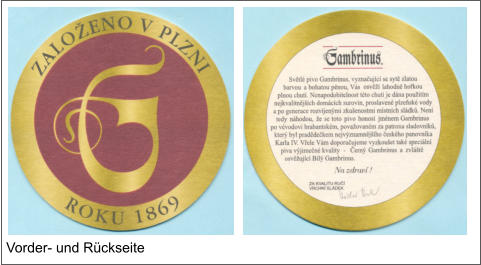 ZALOŽENO V PLZNI
ROKU 1869
Gambrinus.
Světlé pivo Gambrinus, vyznačující se sytě zlatou
barvou a bohatou pěnou, Vás osvěží lahodně hořkou
plnou chutí. Nenapodobitelnost této chuti je dána použitím
nejkvalitnějších domácích surovin, proslavené plzeňské vody
a po generace rozvíjenými zkušenostmi místních sládků. Není
tedy náhodou, že se toto pivo honosí jménem Gambrinus
po vévodovi brabantském, považovaném za patrona sladovníků,
který byl pradědečkem nejvýznamnějšího českého panovníka
Karla IV. Vřele Vám doporučujeme vyzkoušet také speciální
piva výjimečné kvality - Černý Gambrinus a zvláště
osvěžující Bílý Gambrinus.
Na zdraví !
ZA KVALITU RUČÍ
VRCHNÍ SLÁDEK
Vorder- und Rückseite